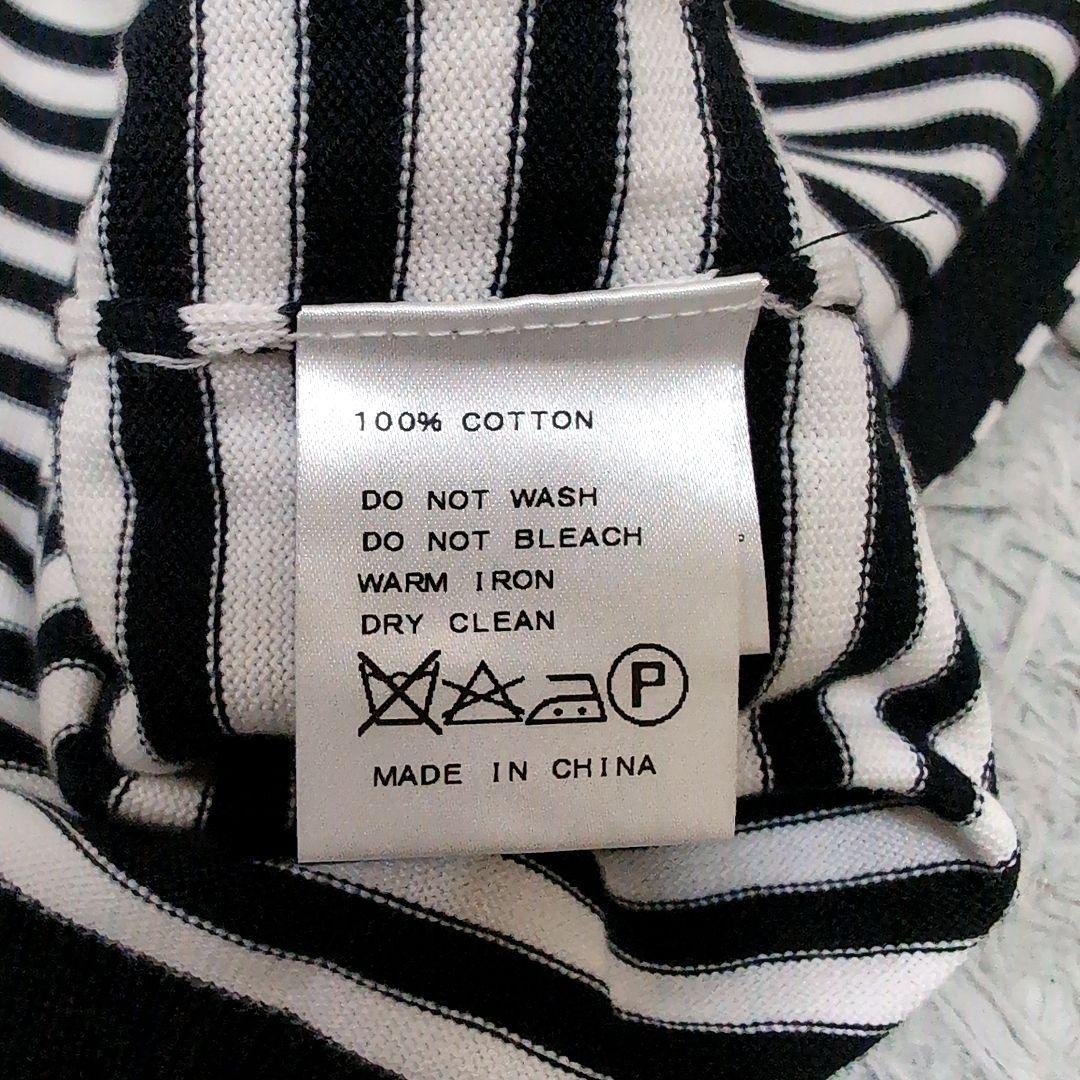 100% COTTON
DO NOT WASH
DO NOT BLEACH
WARM IRON
DRY CLEAN
P
MADE IN CHINA